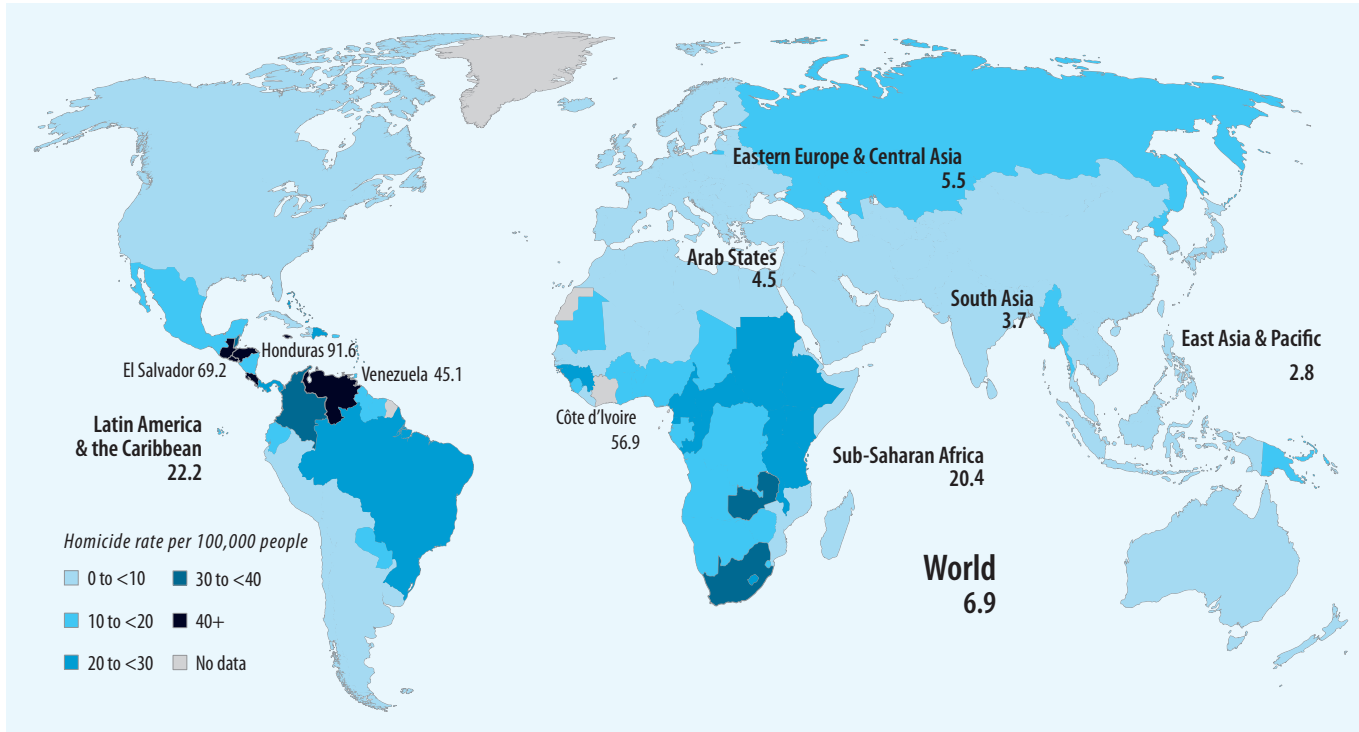 Eastern Europe & Central Asia
5.5
Arab States
4.5
South Asia
3.7
East Asia & Pacific
2.8
Honduras 91.6
El Salvador 69.2
Venezuela 45.1
Latin America
& the Caribbean
22.2
Côte d’Ivoire
56.9
Sub-Saharan Africa
20.4
World
6.9
Homicide rate per 100,000 people
0 to <10
30 to <40
10 to <20
40+
20 to <30
No data